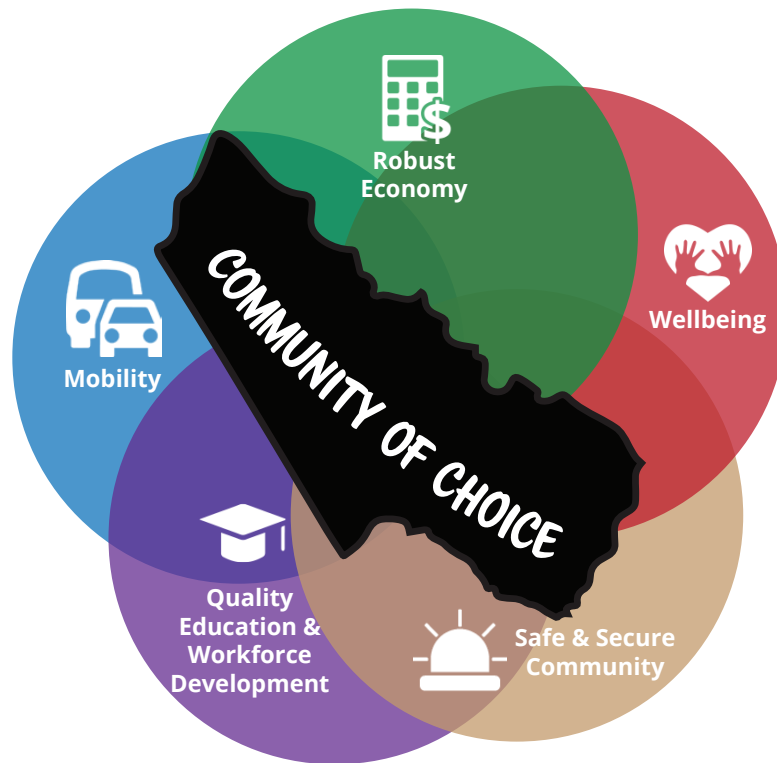 $
Robust
Economy
Wellbeing
Mobility
COMMUNITY OF CHOICE
Quality
Education &
Workforce
Development
Safe & Secure
Community